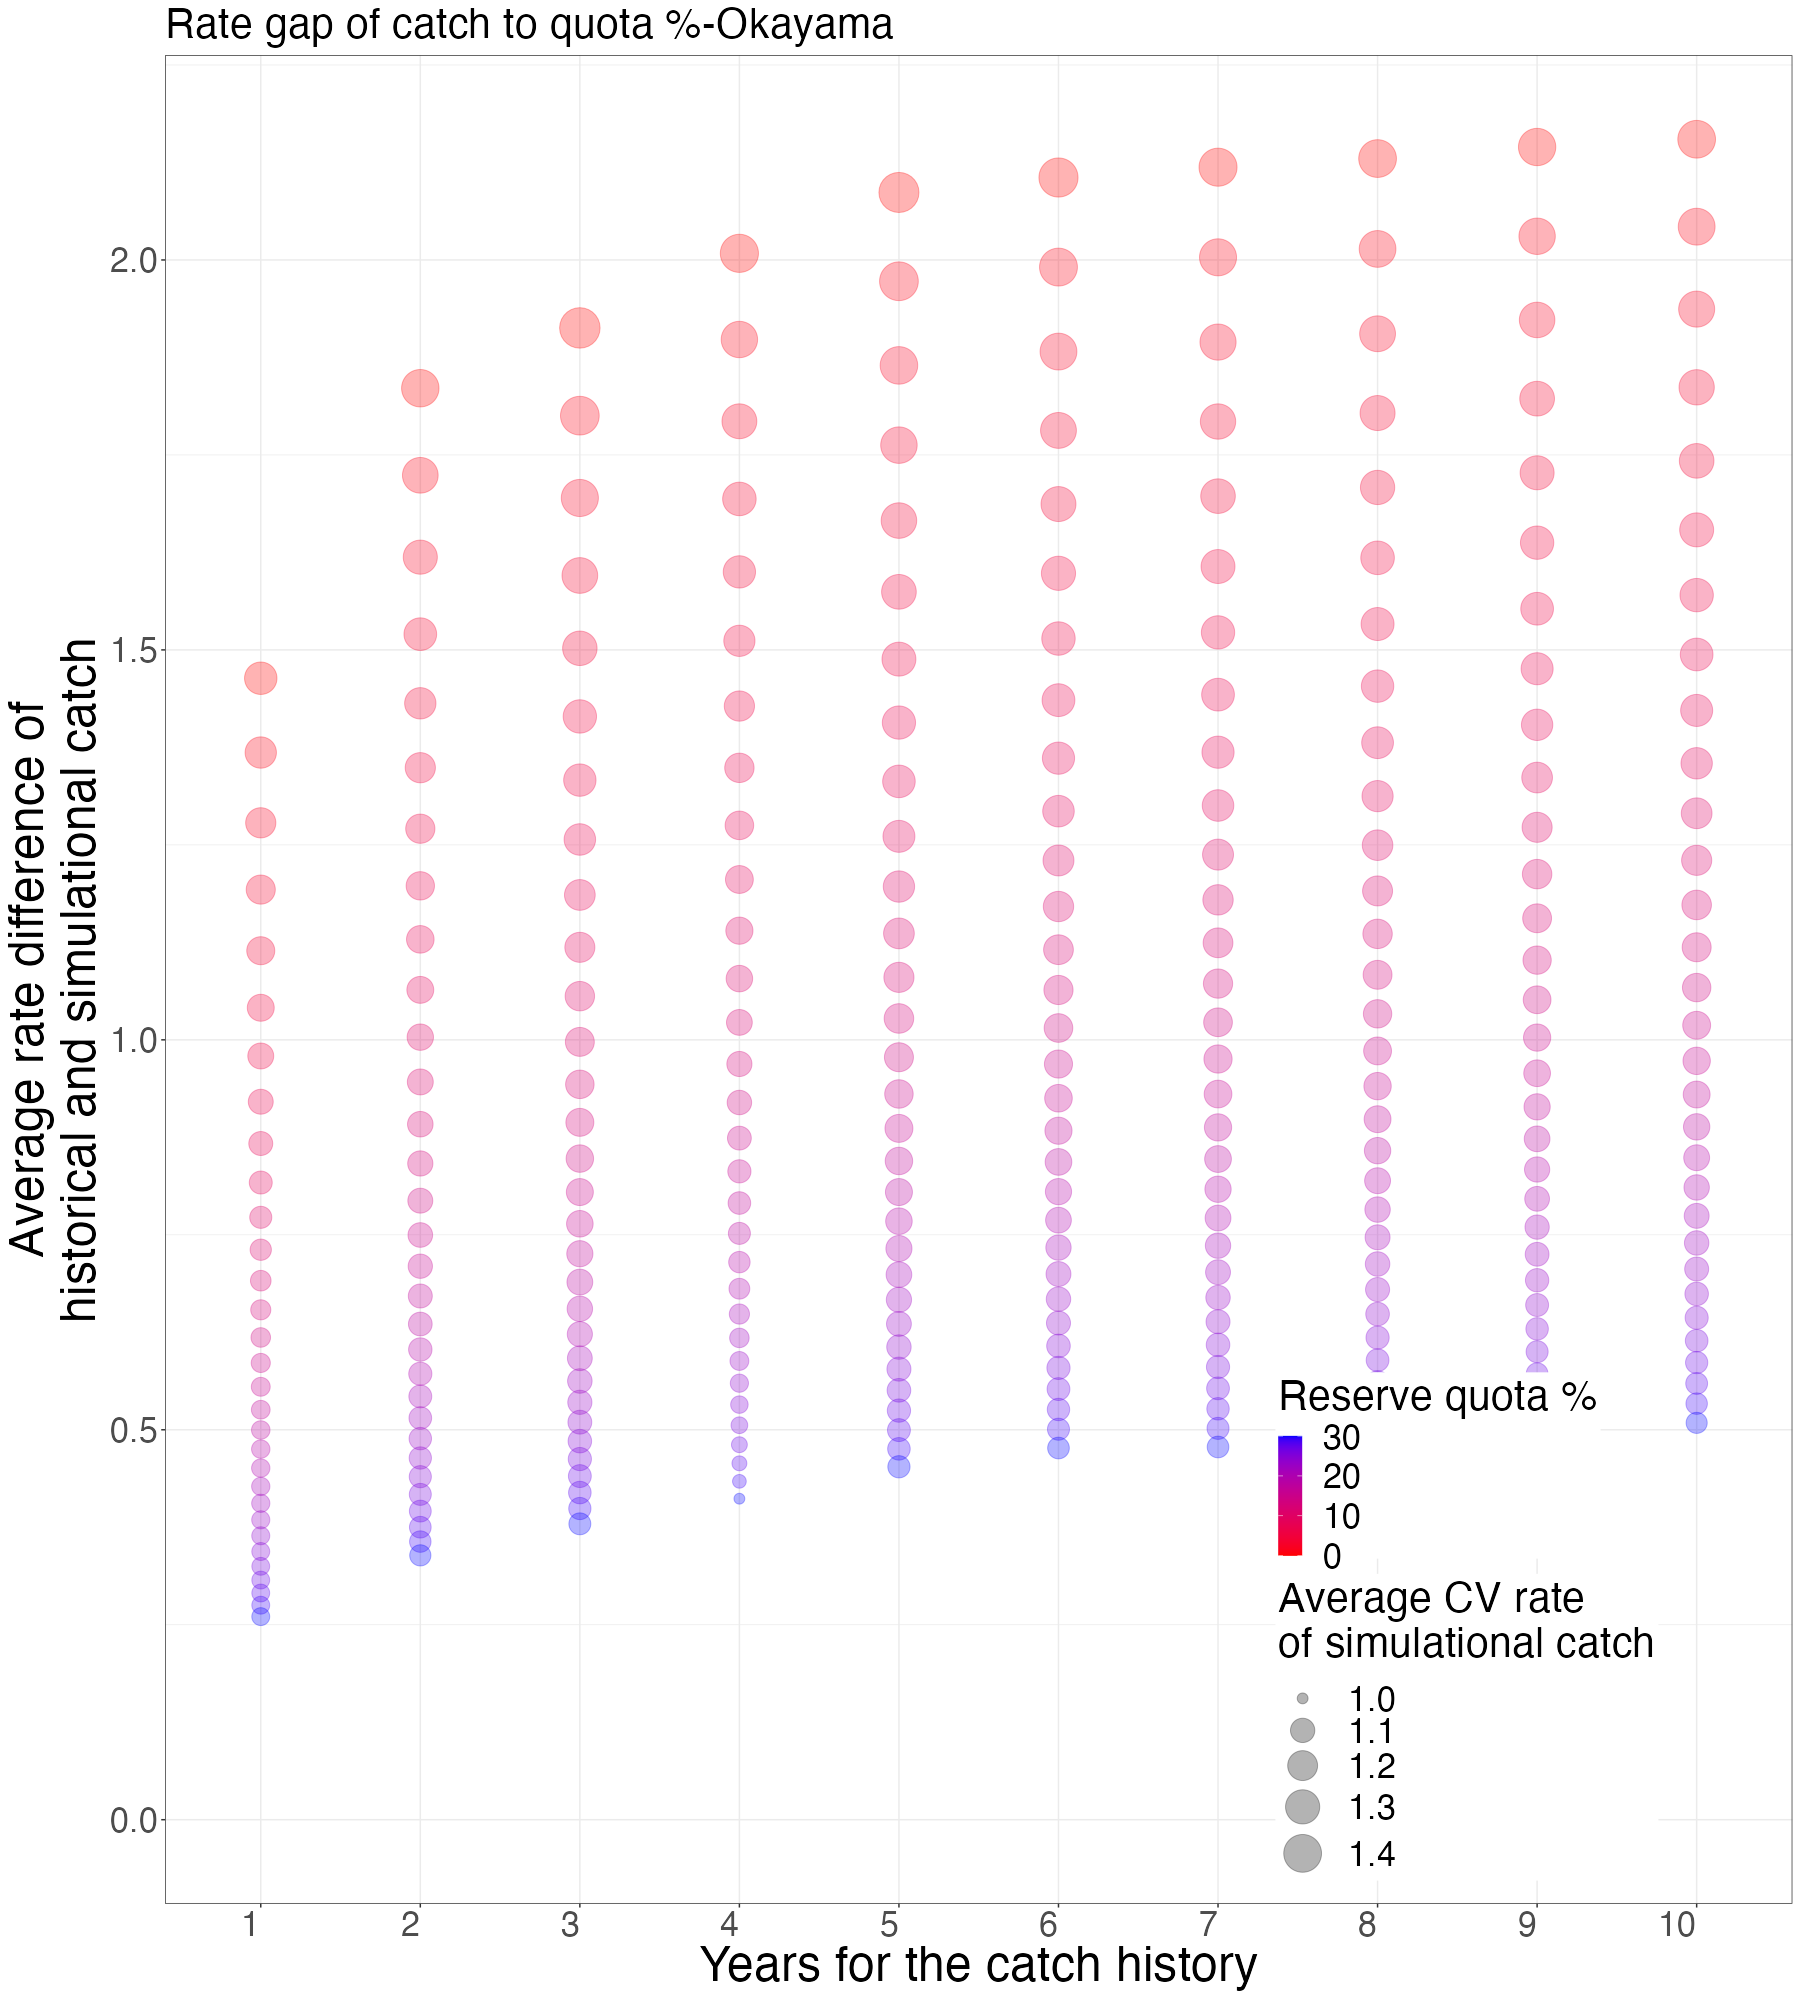 Rate gap of catch to quota %-Okayama
Average rate difference of
historical and simulational catch
2.0
1.5
1.0
0.5
0.0
Reserve quota %
30
20
10
0
Average CV rate
of simulational catch
1.0
1.1
1.2
1.3
1.4
1 2 3 4 5 6 7 8 9 10
Years for the catch history